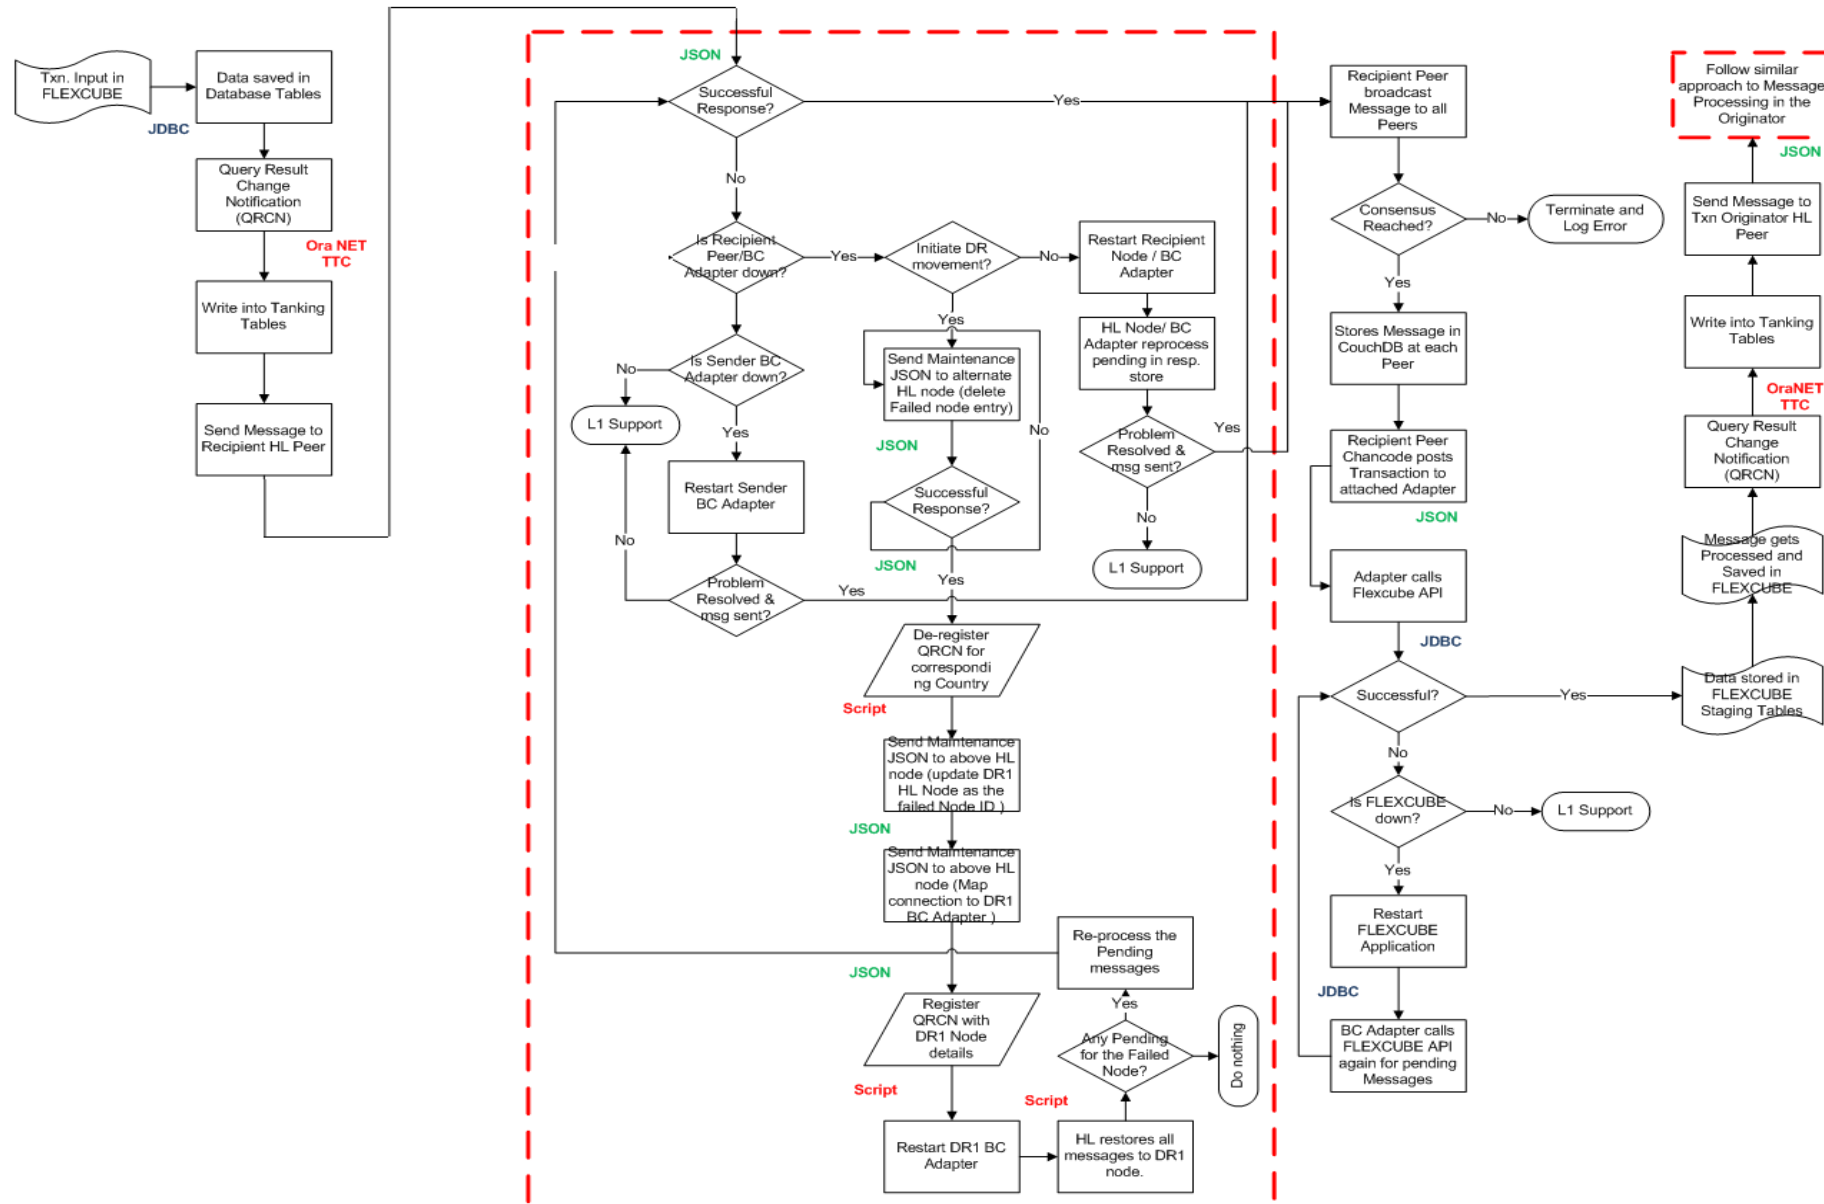 Txn. Input in
FLEXCUBE
Data saved in
Database Tables
JDBC
Query Result
Change
Notification
(QRCN)
Ora NET
TTC
Write into Tanking
Tables
Send Message to
Recipient HL Peer
JSON
Successful
Response?
Yes
No
Is Recipient
Peer/BC
Adapter down?
Yes
Initiate DR
movement?
No
Restart Recipient
Node / BC
Adapter
Yes
HL Node/ BC
Adapter reprocess
pending in resp.
store
Is Sender BC
Adapter down?
No
L1 Support
Yes
Send Maintenance
JSON to alternate
HL node (delete
Failed node entry)
No
JSON
Problem
Resolved &
msg sent?
Yes
No
L1 Support
Restart Sender
BC Adapter
Successful
Response?
JSON
Yes
No
Problem
Resolved &
msg sent?
Yes
De-register
QRCN for
correspondi
ng Country
Script
Send Maintenance
JSON to above HL
node (update DR1
HL Node as the
failed Node ID )
JSON
Send Maintenance
JSON to above HL
node (Map
connection to DR1
BC Adapter )
JSON
Register
QRCN with
DR1 Node
details
Script
Restart DR1 BC
Adapter
Script
HL restores all
messages to DR1
node.
Any Pending
for the Failed
Node?
Yes
Re-process the
Pending
messages
Do nothing
Recipient Peer
broadcast
Message to all
Peers
Consensus
Reached?
No
Terminate and
Log Error
Yes
Stores Message in
CouchDB at each
Peer
Recipient Peer
Chancode posts
Transaction to
attached Adapter
JSON
Adapter calls
Flexcube API
JDBC
Successful?
Yes
No
Is FLEXCUBE
down?
No
L1 Support
Yes
Restart
FLEXCUBE
Application
JDBC
BC Adapter calls
FLEXCUBE API
again for pending
Messages
Data stored in
FLEXCUBE
Staging Tables
Message gets
Processed and
Saved in
FLEXCUBE
Query Result
Change
Notification
(QRCN)
OraNET
TTC
Write into Tanking
Tables
Send Message to
Txn Originator HL
Peer
JSON
Follow similar
approach to Message
Processing in the
Originator